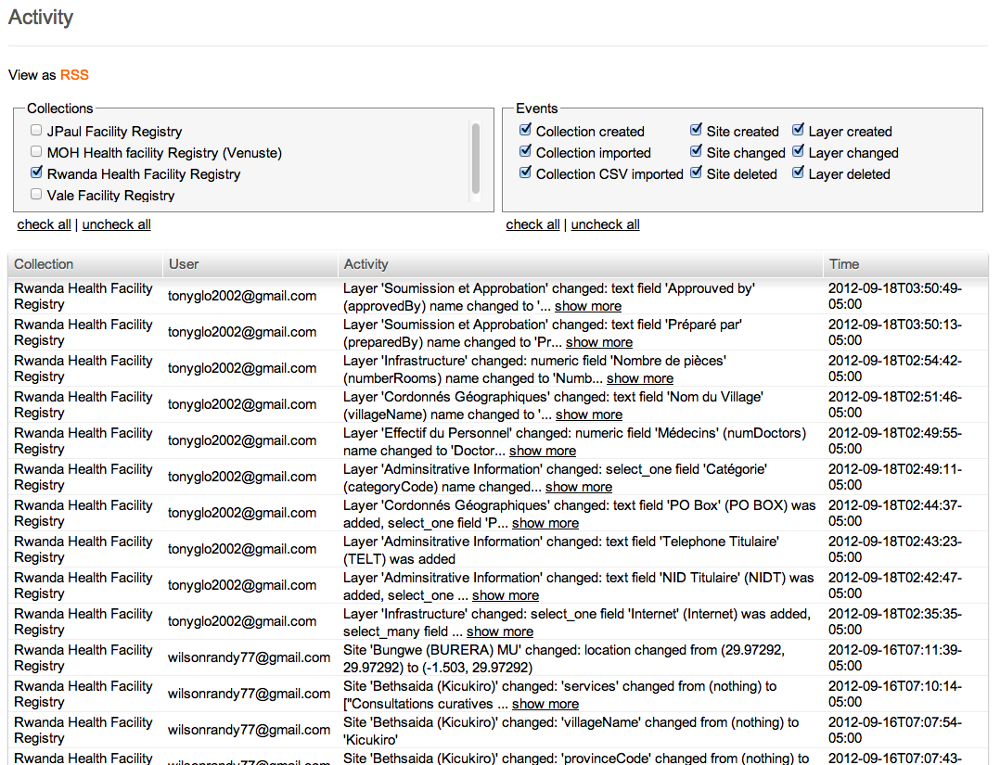 Activity
View as RSS
Collections
JPaul Facility Registry
MOH Health facility Registry (Venuste)
Rwanda Health Facility Registry
Vale Facility Registry
check all | uncheck all
Events
Collection created
Site created
Layer created
Collection imported
Site changed
Layer changed
Collection CSV imported
Site deleted
Layer deleted
check all | uncheck all
Collection User Activity Time
Rwanda Health Facility
Registry
tonyglo2002@gmail.com
Layer 'Soumission et Approbation' changed: text field 'Approuved by'
(approvedBy) name changed to '... show more
2012-09-18T03:50:49-
05:00
Rwanda Health Facility
Registry
tonyglo2002@gmail.com
Layer 'Soumission et Approbation' changed: text field 'Préparé par'
(preparedBy) name changed to 'Pr... show more
2012-09-18T03:50:13-
05:00
Rwanda Health Facility
Registry
tonyglo2002@gmail.com
Layer 'Infrastructure' changed: numeric field 'Nombre de pièces'
(numberRooms) name changed to 'Numb... show more
2012-09-18T02:54:42-
05:00
Rwanda Health Facility
Registry
tonyglo2002@gmail.com
Layer 'Cordonnés Géographiques' changed: text field 'Nom du Village'
(villageName) name changed to '... show more
2012-09-18T02:51:46-
05:00
Rwanda Health Facility
Registry
tonyglo2002@gmail.com
Layer 'Effectif du Personnel' changed: numeric field 'Médecins' (numDoctors)
name changed to 'Doctor... show more
2012-09-18T02:49:55-
05:00
Rwanda Health Facility
Registry
tonyglo2002@gmail.com
Layer 'Adminsitrative Information' changed: select_one field 'Catégorie'
(categoryCode) name changed... show more
2012-09-18T02:49:11-
05:00
Rwanda Health Facility
Registry
tonyglo2002@gmail.com
Layer 'Cordonnés Géographiques' changed: text field 'PO Box' (PO BOX) was
added, select_one field 'P... show more
2012-09-18T02:44:37-
05:00
Rwanda Health Facility
Registry
tonyglo2002@gmail.com
Layer 'Adminsitrative Information' changed: text field 'Telephone Titulaire'
(TELT) was added
2012-09-18T02:43:23-
05:00
Rwanda Health Facility
Registry
tonyglo2002@gmail.com
Layer 'Adminsitrative Information' changed: text field 'NID Titulaire' (NIDT) was
added, select_one ... show more
2012-09-18T02:42:47-
05:00
Rwanda Health Facility
Registry
tonyglo2002@gmail.com
Layer 'Infrastructure' changed: select_one field 'Internet' (Internet) was added,
select_many field ... show more
2012-09-18T02:35:35-
05:00
Rwanda Health Facility
Registry
wilsonrandy77@gmail.com
Site 'Bungwe (BURERA) MU' changed: location changed from (29.97292,
29.97292) to (-1.503, 29.97292)
2012-09-16T07:11:39-
05:00
Rwanda Health Facility
Registry
wilsonrandy77@gmail.com
Site 'Bethsaida (Kicukiro)' changed: 'services' changed from (nothing) to
["Consultations curatives ... show more
2012-09-16T07:10:14-
05:00
Rwanda Health Facility
Registry
wilsonrandy77@gmail.com
Site 'Bethsaida (Kicukiro)' changed: 'villageName' changed from (nothing) to
'Kicukiro'
2012-09-16T07:07:54-
05:00
Rwanda Health Facility
wilsonrandy77@gmail.com
Site 'Bethsaida (Kicukiro)' changed: 'provinceCode' changed from (nothing) to
2012-09-16T07:07:43-